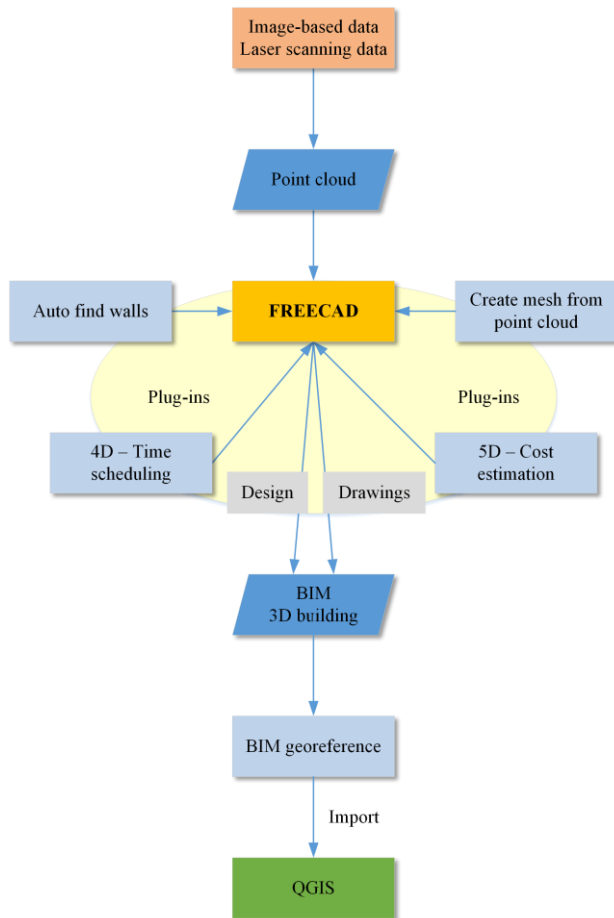 Image-based data
Laser scanning data
Point cloud
Auto find walls
FREECAD
Create mesh from
point cloud
Plug-ins
Plug-ins
4D – Time
scheduling
5D – Cost
estimation
Design
Drawings
BIM
3D building
BIM georeference
Import
QGIS